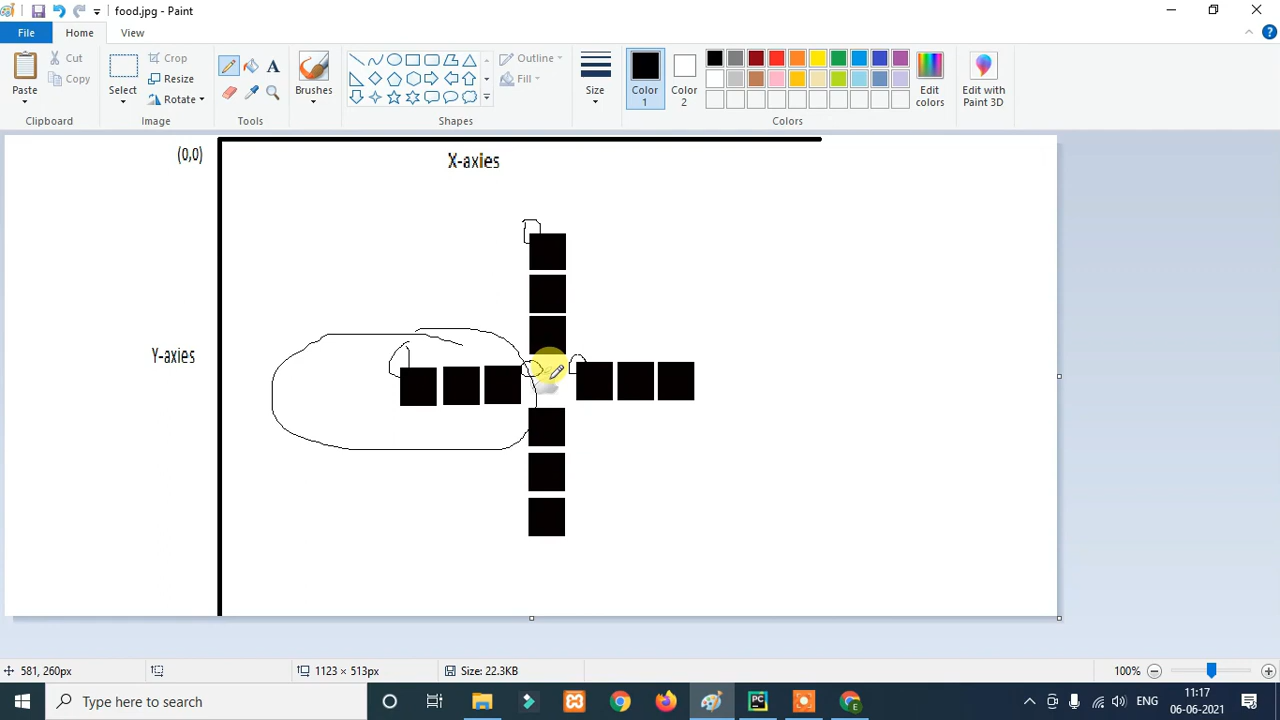 food.jpg - Paint
File Home View
Paste
Cut
Copy
Clipboard
Select
Crop
Resize
Rotate
Image
A
Tools
Brushes
Outline
Fill
Shapes
Size
Color 1
Color 2
Edit colors
Colors
Edit with Paint 3D
(0,0)
X-axies
Y-axies
581, 260px
1123 × 513px
Size: 22.3KB
100%
Type here to search
PC
E
ENG
11:17
06-06-2021